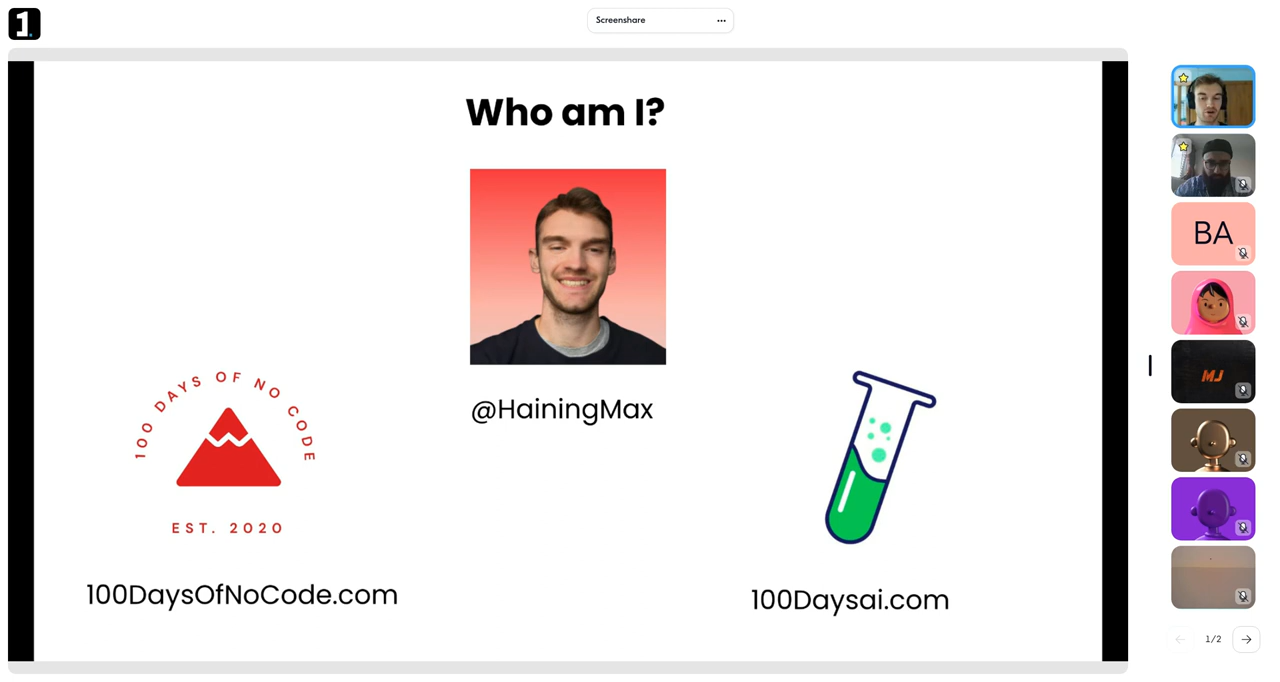 1.
Screenshare
Who am I?
@HainingMax
100 DAYS OF NO CODE
EST. 2020
100DaysOfNoCode.com
100Daysai.com
BA
MJ
1/2